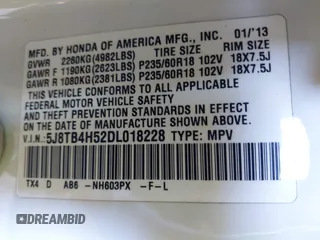 MFD. BY HONDA OF AMERICA MFG., INC. 01/'13
GVWR 2260KG(4982LBS) TIRE SIZE RIM SIZE
GAWR F 1190KG(2623LBS) P235/60R18 102V 18X7.5J
GAWR R 1080KG(2381LBS) P235/60R18 102V 18X7.5J
THIS VEHICLE CONFORMS TO ALL APPLICABLE
FEDERAL MOTOR VEHICLE SAFETY AND THEFT
PREVENTION STANDARDS IN EFFECT ON THE
DATE OF MANUFACTURE SHOWN ABOVE.
V.I.N. 5J8TB4H52DL018228 TYPE: MPV
TX4 D AB6 -NH603PX -F-L
DREAMBID